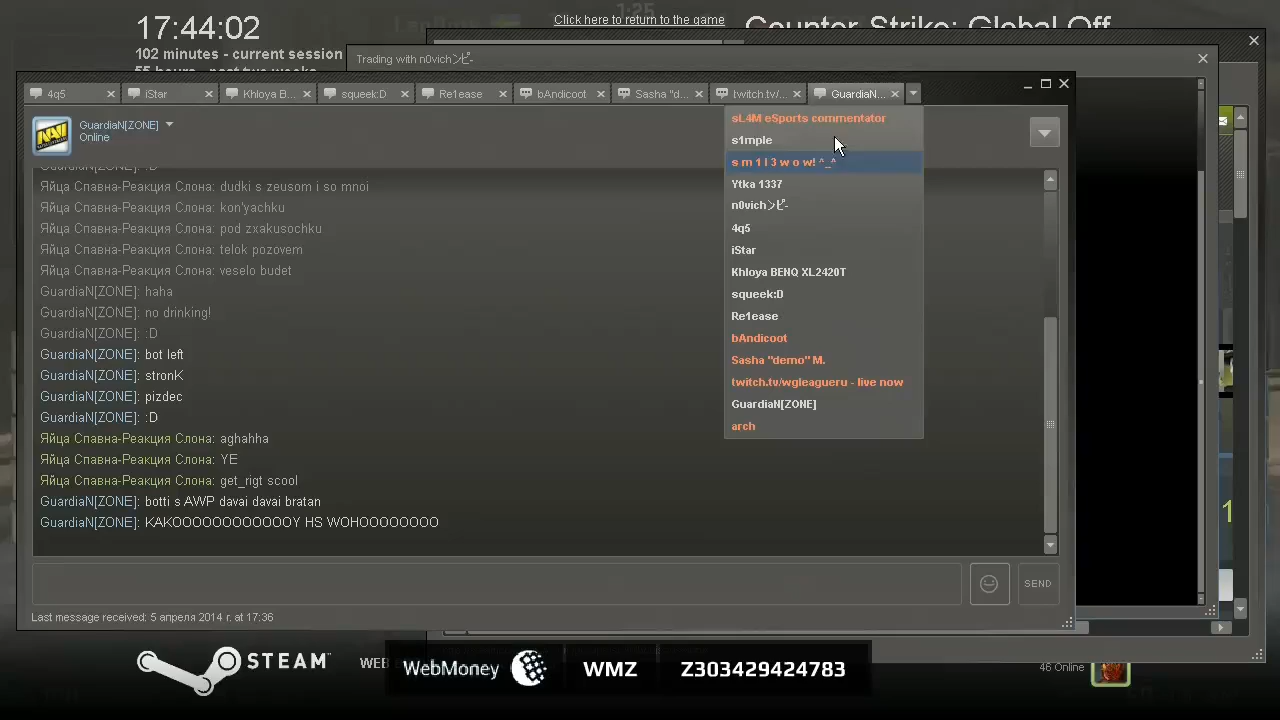 17:44:02
102 minutes - current session
Click here to return to the game
Counter Strike: Global Off
Trading with n0vichンピ-
4q5
iStar
Khloya B...
squeek:D
Re1ease
bAndicoot
Sasha "d...
twitch.tv/...
GuardiaN...
GuardiaN[ZONE]
Online
sL4M eSports commentator
s1mple
s m 1 l 3 w o w! ^_^
Ytka 1337
n0vichンピ-
4q5
iStar
Khloya BENQ XL2420T
squeek:D
Re1ease
bAndicoot
Sasha "demo" M.
twitch.tv/wgleagueru - live now
GuardiaN[ZONE]
arch
Яйца Славна-Реакция Слона: dudki s zeusom i so mnoi
Яйца Славна-Реакция Слона: kon'yachku
Яйца Славна-Реакция Слона: pod zxakusochku
Яйца Славна-Реакция Слона: telok pozovem
Яйца Славна-Реакция Слона: veselo budet
GuardiaN[ZONE]: haha
GuardiaN[ZONE]: no drinking!
GuardiaN[ZONE]: :D
GuardiaN[ZONE]: bot left
GuardiaN[ZONE]: stronK
GuardiaN[ZONE]: pizdec
GuardiaN[ZONE]: :D
Яйца Славна-Реакция Слона: aghahha
Яйца Славна-Реакция Слона: YE
Яйца Славна-Реакция Слона: get_rigt scool
GuardiaN[ZONE]: botti s AWP davai davai bratan
GuardiaN[ZONE]: KAKOOOOOOOOOOOOY HS WOHOOOOOOOO
SEND
Last message received: 5 апреля 2014 г. at 17:36
1
STEAM
WEB
WebMoney
WMZ
Z303429424783
46 Online